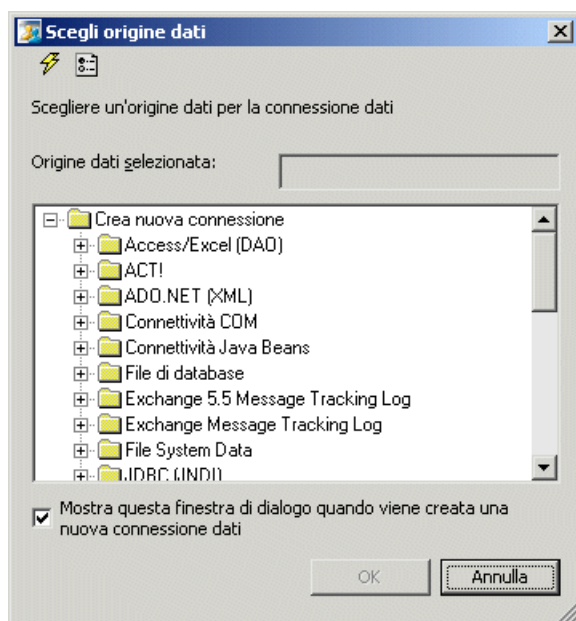 Scegli origine dati
Scegliere un'origine dati per la connessione dati
Origine dati selezionata:
Crea nuova connessione
Access/Excel (DAO)
ACT!
ADO.NET (XML)
Connettività COM
Connettività Java Beans
File di database
Exchange 5.5 Message Tracking Log
Exchange Message Tracking Log
File System Data
JDBC (JNDI)
Mostra questa finestra di dialogo quando viene creata una
nuova connessione dati
OK
Annulla